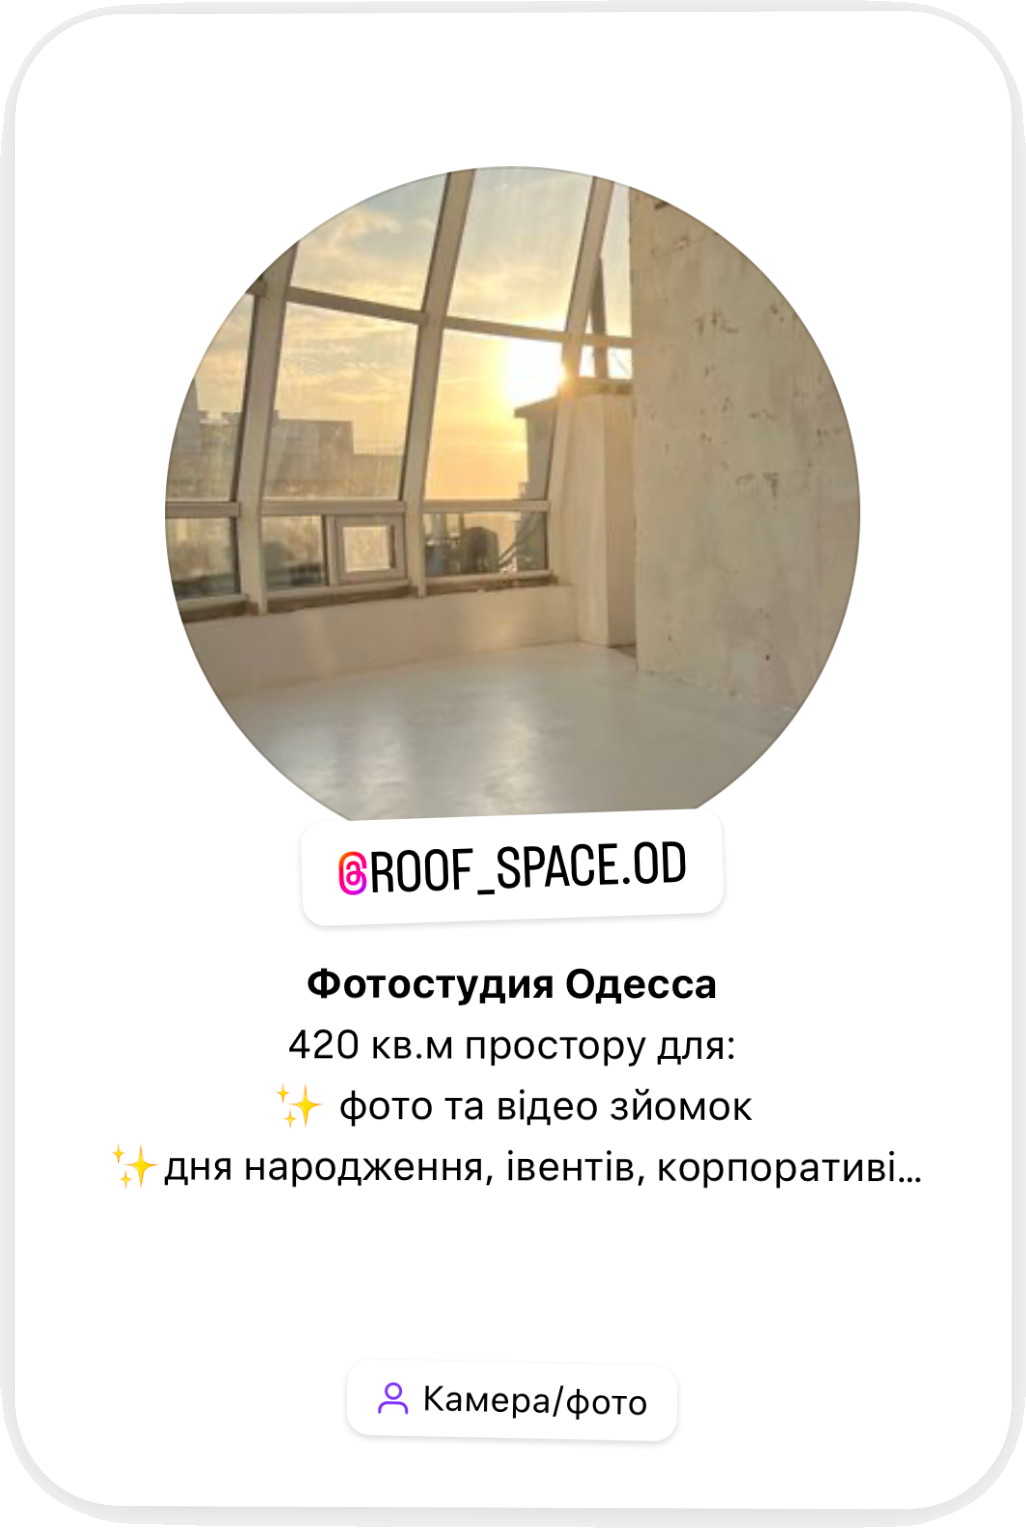 @ROOF_SPACE.OD
Фотостудия Одесса
420 кв.м простору для:
✨ фото та відео зйомок
✨дня народження, івентів, корпоративі...
Камера/фото